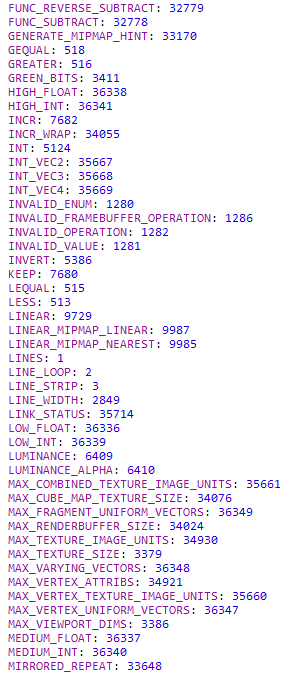 FUNC_REVERSE_SUBTRACT: 32779
FUNC_SUBTRACT: 32778
GENERATE_MIPMAP_HINT: 33170
GEQUAL: 518
GREATER: 516
GREEN_BITS: 3411
HIGH_FLOAT: 36338
HIGH_INT: 36341
INCR: 7682
INCR_WRAP: 34055
INT: 5124
INT_VEC2: 35667
INT_VEC3: 35668
INT_VEC4: 35669
INVALID_ENUM: 1280
INVALID_FRAMEBUFFER_OPERATION: 1286
INVALID_OPERATION: 1282
INVALID_VALUE: 1281
INVERT: 5386
KEEP: 7680
LEQUAL: 515
LESS: 513
LINEAR: 9729
LINEAR_MIPMAP_LINEAR: 9987
LINEAR_MIPMAP_NEAREST: 9985
LINES: 1
LINE_LOOP: 2
LINE_STRIP: 3
LINE_WIDTH: 2849
LINK_STATUS: 35714
LOW_FLOAT: 36336
LOW_INT: 36339
LUMINANCE: 6409
LUMINANCE_ALPHA: 6410
MAX_COMBINED_TEXTURE_IMAGE_UNITS: 35661
MAX_CUBE_MAP_TEXTURE_SIZE: 34076
MAX_FRAGMENT_UNIFORM_VECTORS: 36349
MAX_RENDERBUFFER_SIZE: 34024
MAX_TEXTURE_IMAGE_UNITS: 34930
MAX_TEXTURE_SIZE: 3379
MAX_VARYING_VECTORS: 36348
MAX_VERTEX_ATTRIBS: 34921
MAX_VERTEX_TEXTURE_IMAGE_UNITS: 35660
MAX_VERTEX_UNIFORM_VECTORS: 36347
MAX_VIEWPORT_DIMS: 3386
MEDIUM_FLOAT: 36337
MEDIUM_INT: 36340
MIRRORED_REPEAT: 33648